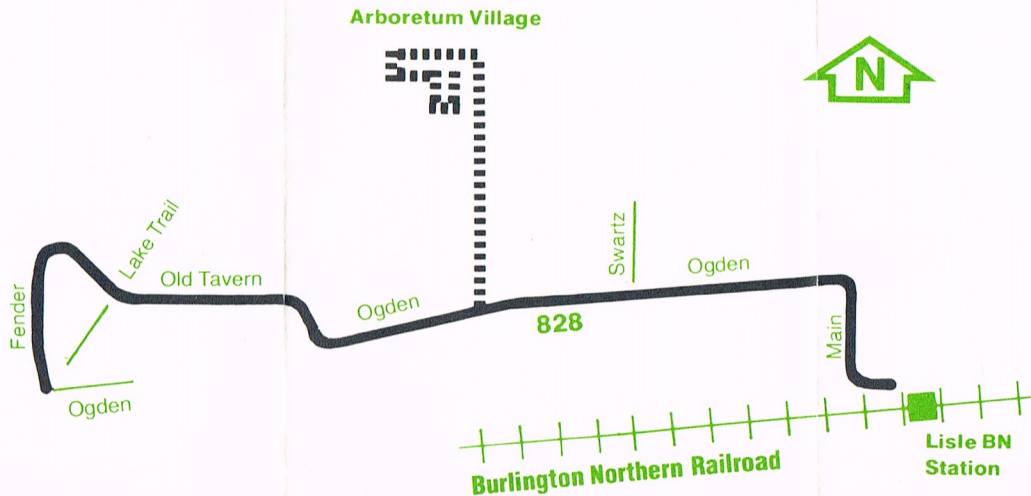 Arboretum Village
N
Lake Trail
Swartz
Old Tavern
Ogden
Ogden
Fender
828
Main
Ogden
Burlington Northern Railroad
Lisle BN
Station